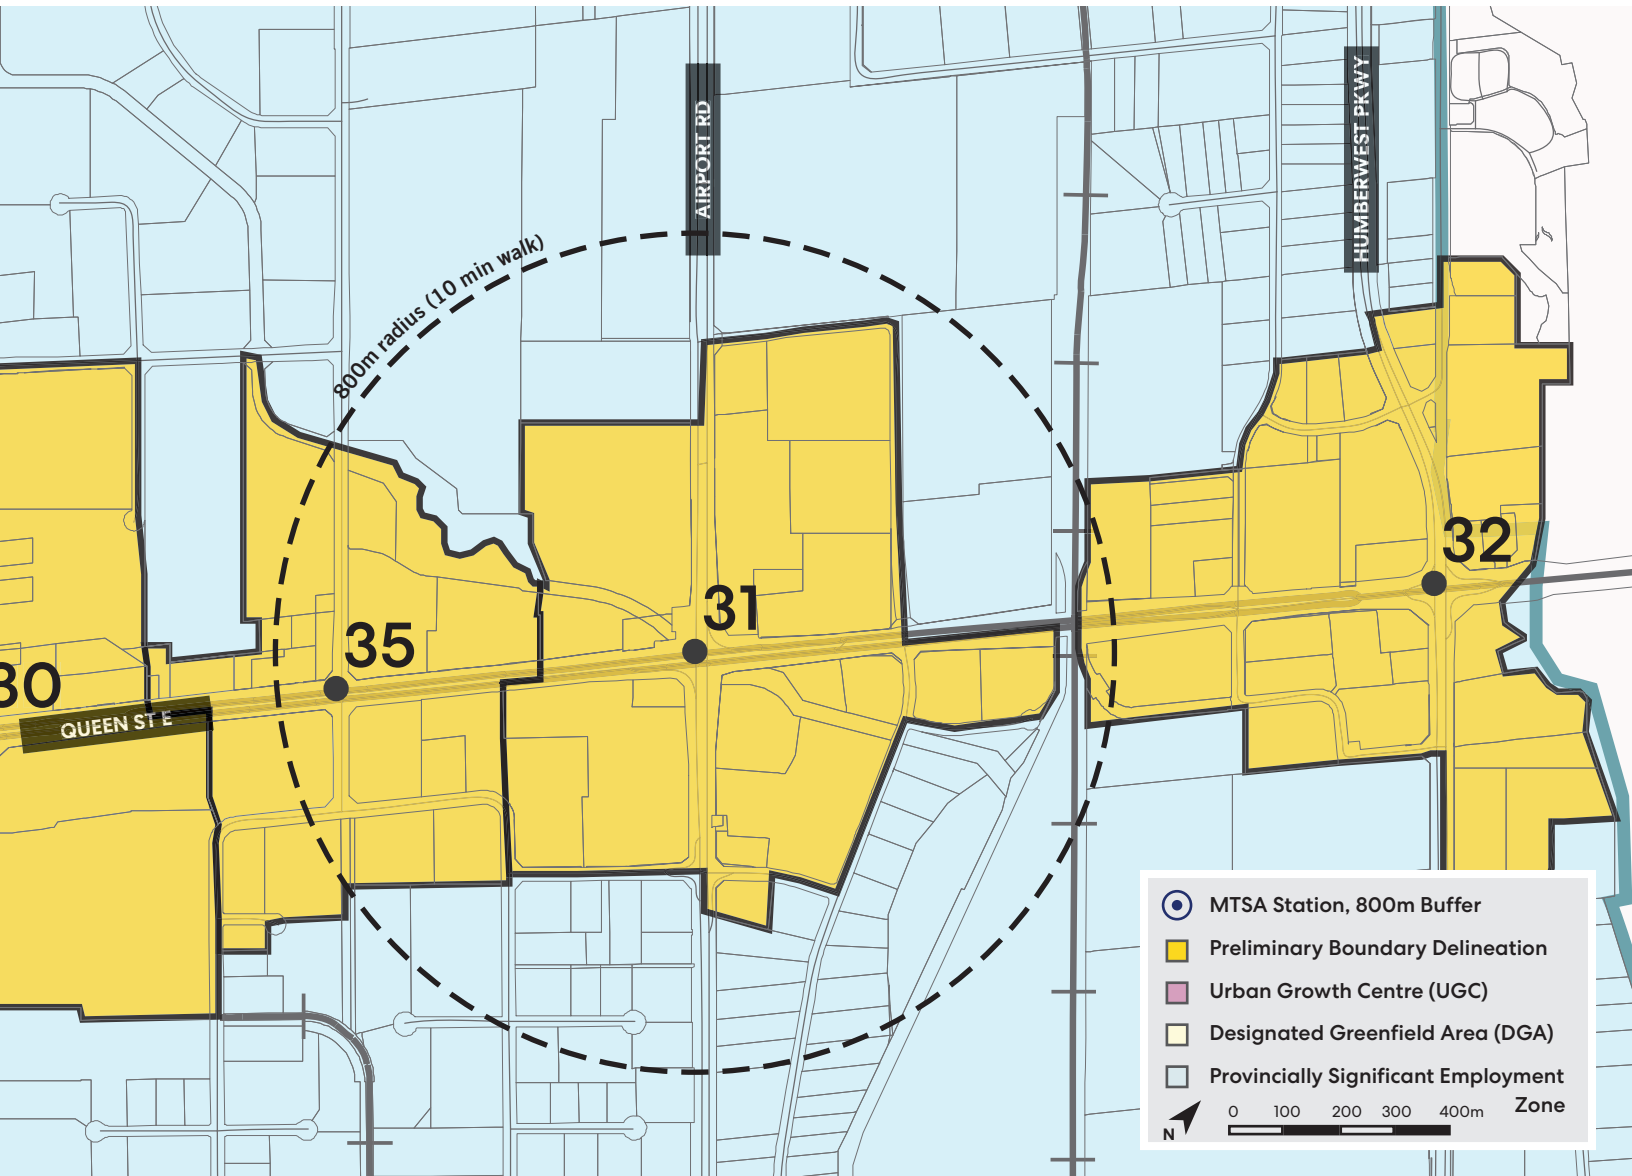 HUMBERWEST PKWY
AIRPORT RD
800m radius (10 min walk)
32
31
35
30
QUEEN ST E
MTSA Station, 800m Buffer
Preliminary Boundary Delineation
Urban Growth Centre (UGC)
Designated Greenfield Area (DGA)
Provincially Significant Employment
Zone
0 100 200 300 400m
N